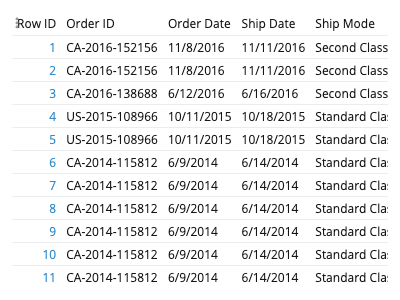 Row ID Order ID Order Date Ship Date Ship Mode
1 CA-2016-152156 11/8/2016 11/11/2016 Second Class
2 CA-2016-152156 11/8/2016 11/11/2016 Second Class
3 CA-2016-138688 6/12/2016 6/16/2016 Second Class
4 US-2015-108966 10/11/2015 10/18/2015 Standard Clas
5 US-2015-108966 10/11/2015 10/18/2015 Standard Clas
6 CA-2014-115812 6/9/2014 6/14/2014 Standard Clas
7 CA-2014-115812 6/9/2014 6/14/2014 Standard Clas
8 CA-2014-115812 6/9/2014 6/14/2014 Standard Clas
9 CA-2014-115812 6/9/2014 6/14/2014 Standard Clas
10 CA-2014-115812 6/9/2014 6/14/2014 Standard Clas
11 CA-2014-115812 6/9/2014 6/14/2014 Standard Clas